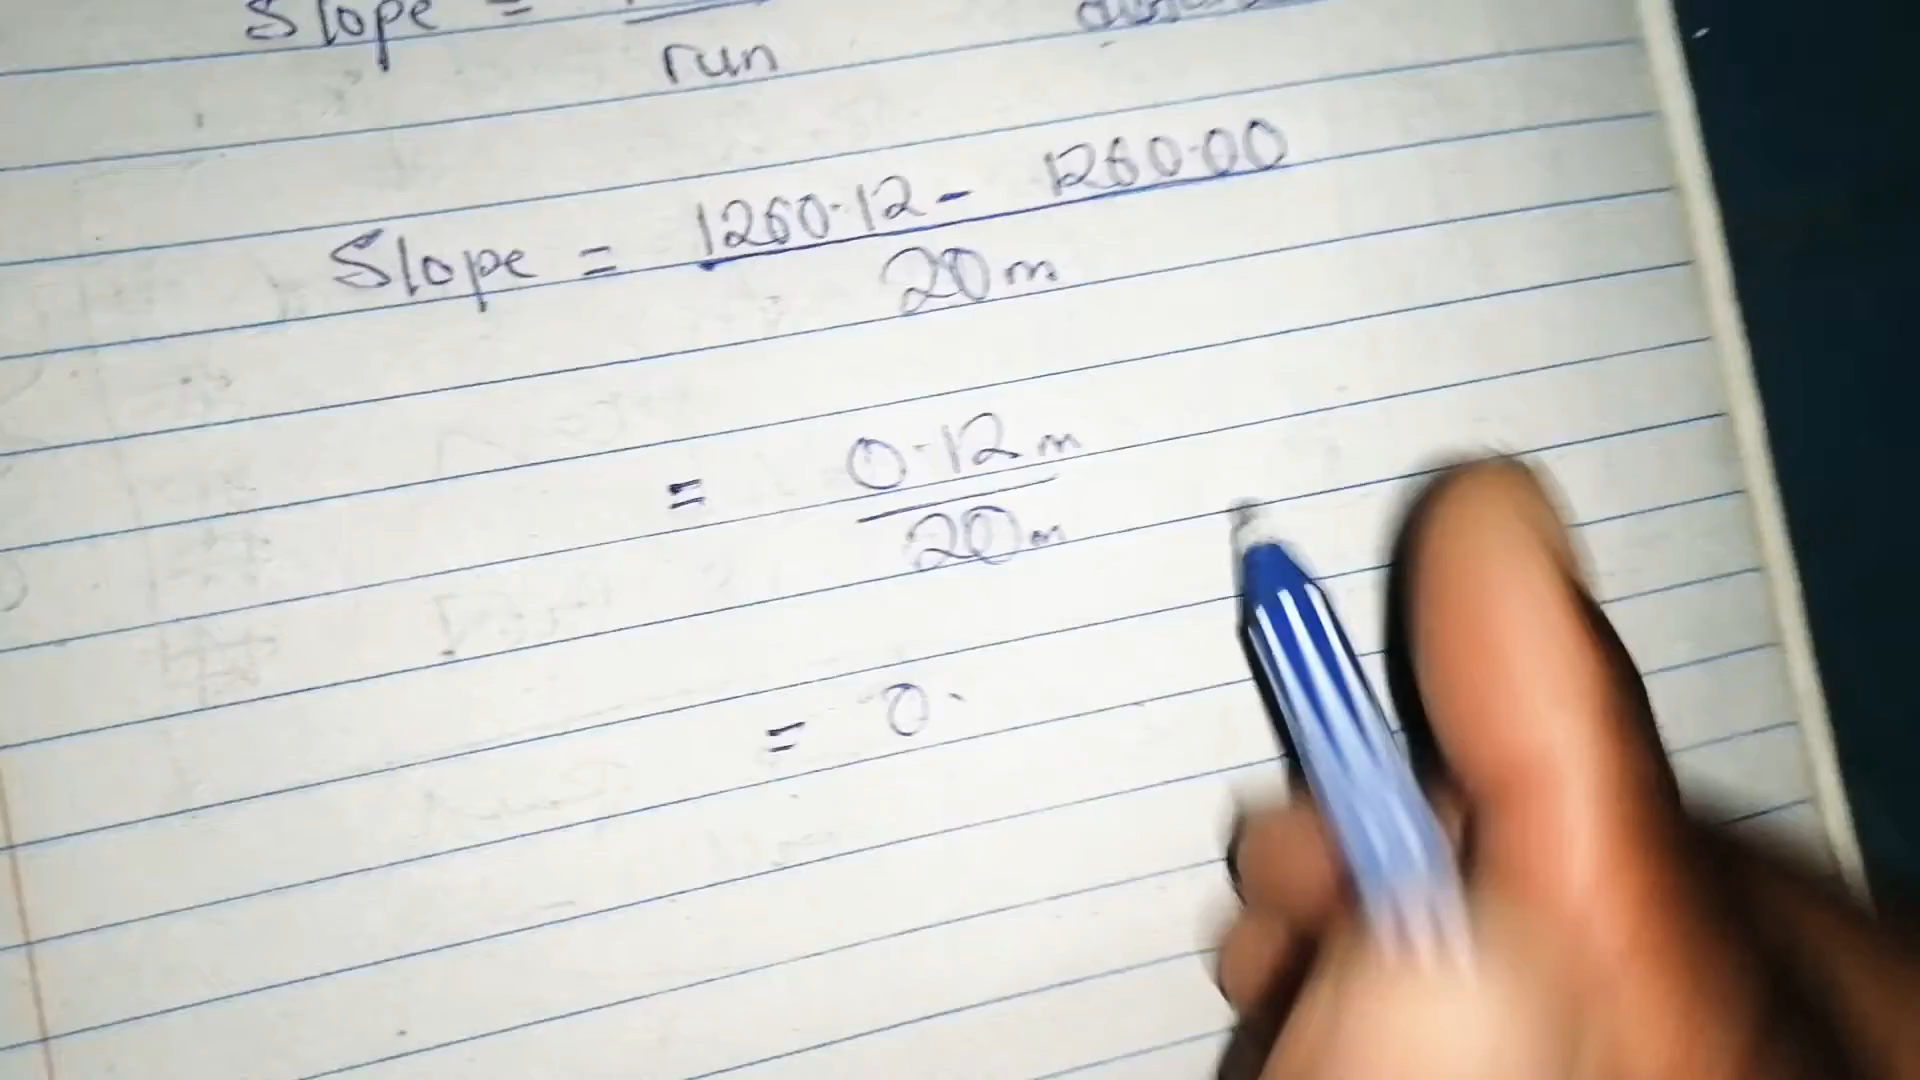 Slope =
run
Slope = 1260.12 - 1260.00
20m
= 0.12m
20m
= 0.